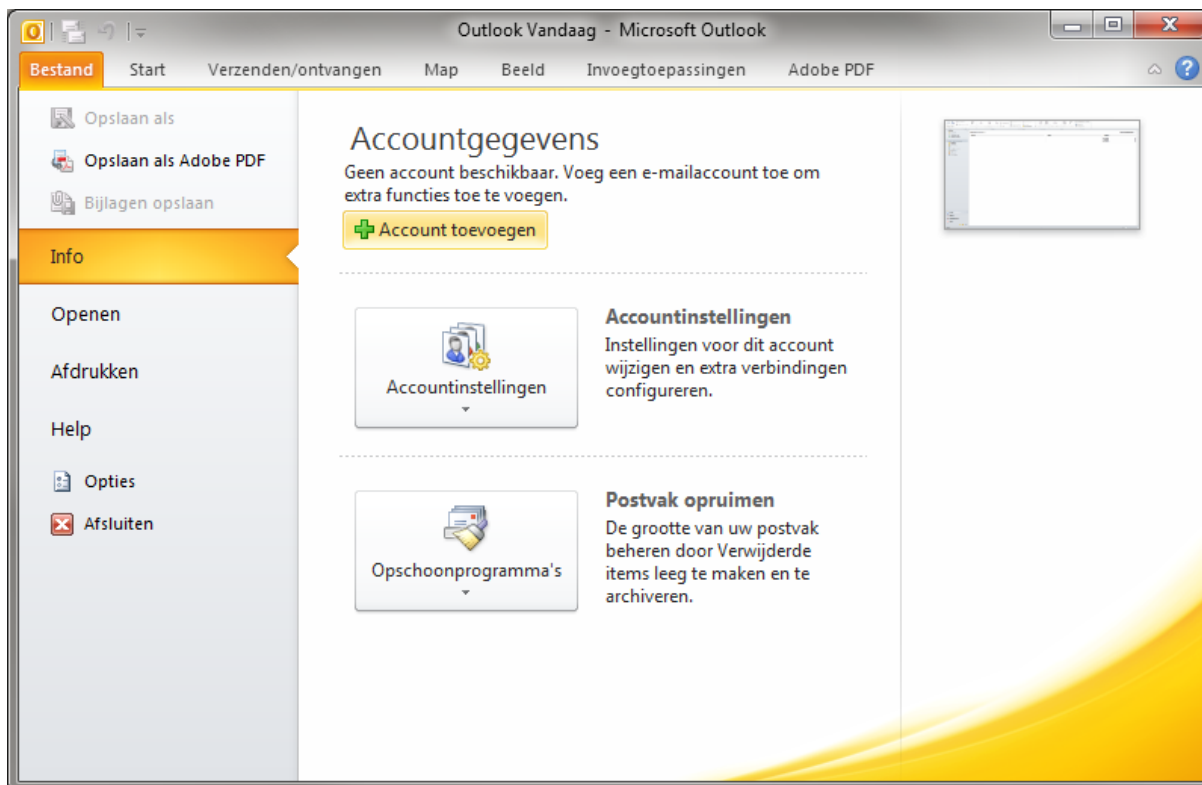 Outlook Vandaag - Microsoft Outlook
Bestand Start Verzenden/ontvangen Map Beeld Invoegtoepassingen Adobe PDF
Opslaan als
Opslaan als Adobe PDF
Bijlagen opslaan
Info
Openen
Afdrukken
Help
Opties
Afsluiten
Accountgegevens
Geen account beschikbaar. Voeg een e-mailaccount toe om
extra functies toe te voegen.
Account toevoegen
Accountinstellingen
Accountinstellingen
Instellingen voor dit account
wijzigen en extra verbindingen
configureren.
Opschoonprogramma's
Postvak opruimen
De grootte van uw postvak
beheren door Verwijderde
items leeg te maken en te
archiveren.